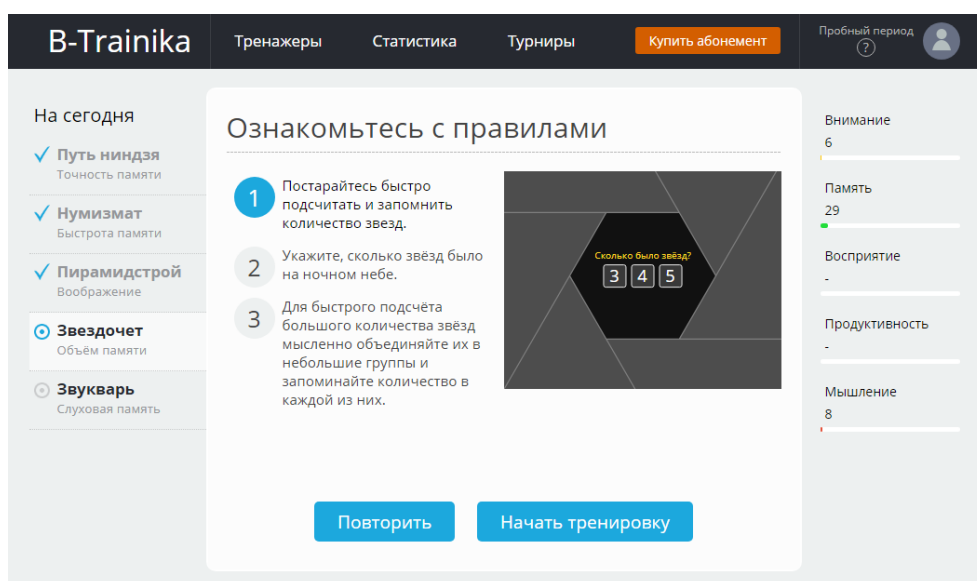 B-Trainika
Тренажеры
Статистика
Турниры
Купить абонемент
Пробный период
?
На сегодня
Путь ниндзя
Точность памяти
Нумизмат
Быстрота памяти
Пирамидстрой
Воображение
Звездочет
Объём памяти
Звукварь
Слуховая память
Ознакомьтесь с правилами
1
Постарайтесь быстро
подсчитать и запомнить
количество звезд.
2
Укажите, сколько звёзд было
на ночном небе.
3
Для быстрого подсчёта
большого количества звёзд
мысленно объединяйте их в
небольшие группы и
запоминайте количество в
каждой из них.
Сколько было звёзд?
3 4 5
Повторить
Начать тренировку
Внимание
6
Память
29
Восприятие
-
Продуктивность
-
Мышление
8